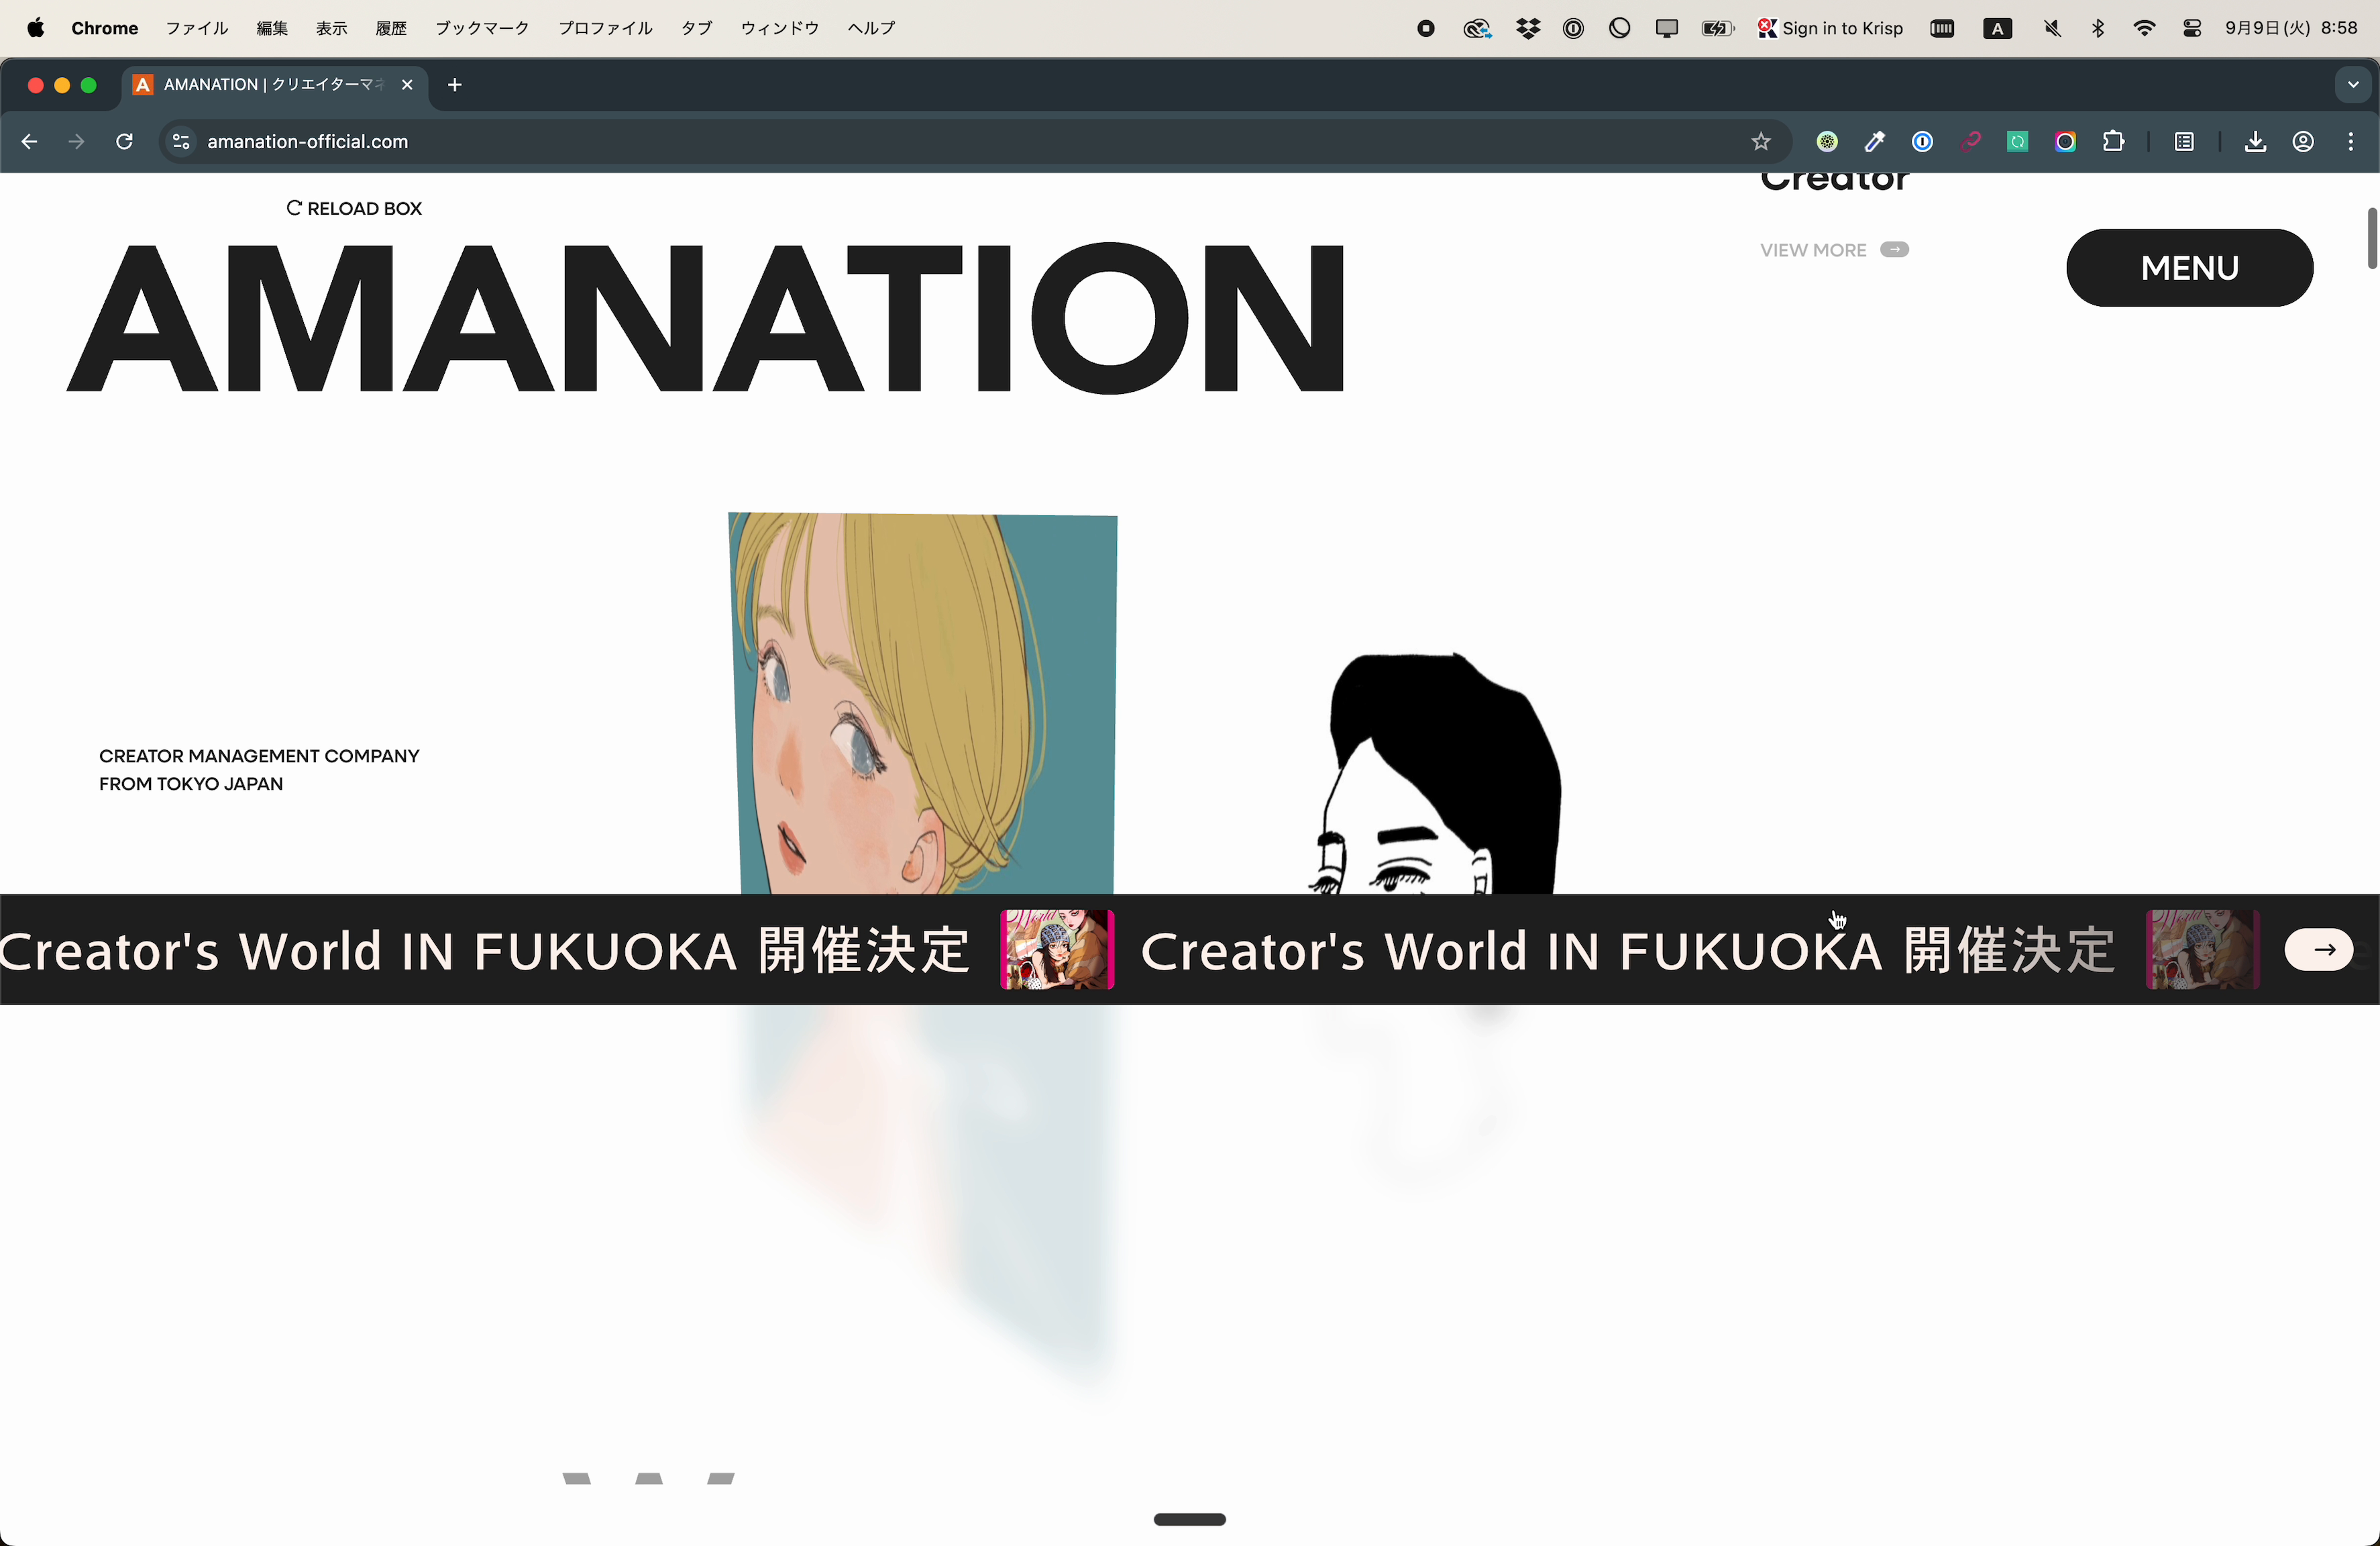 Chrome ファイル 編集 表示 履歴 ブックマーク プロファイル タブ ウィンドウ ヘルプ Sign in to Krisp A 9月9日(火) 8:58
A AMANATION | クリエイターマネ
amanation-official.com
Creator
RELOAD BOX
VIEW MORE
MENU
AMANATION
CREATOR MANAGEMENT COMPANY
FROM TOKYO JAPAN
Creator's World IN FUKUOKA 開催決定 World Creator's World IN FUKUOKA 開催決定